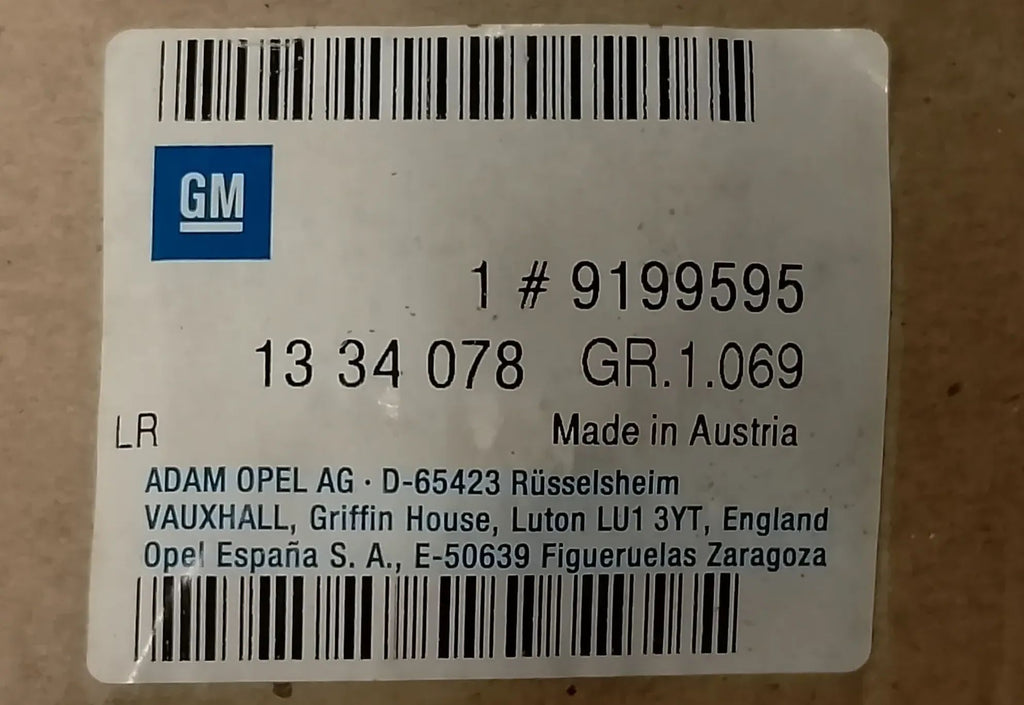 GM
1 # 9199595
13 34 078 GR.1.069
LR Made in Austria
ADAM OPEL AG · D-65423 Rüsselsheim
VAUXHALL, Griffin House, Luton LU1 3YT, England
Opel España S. A., E-50639 Figueruelas Zaragoza